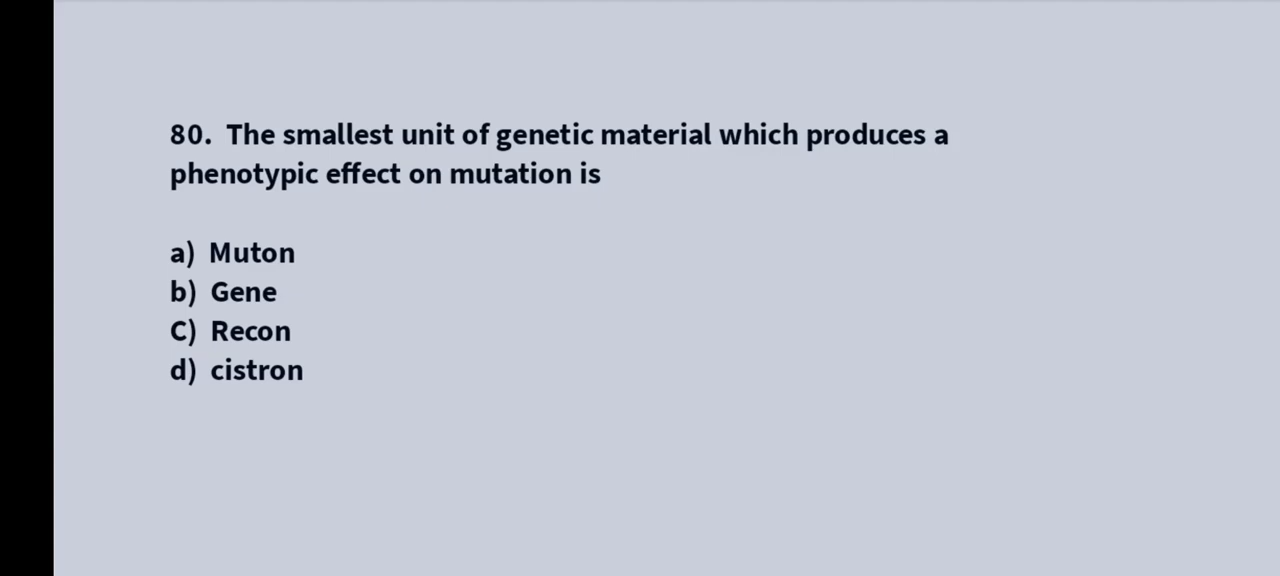 80. The smallest unit of genetic material which produces a
phenotypic effect on mutation is
a) Muton
b) Gene
C) Recon
d) cistron